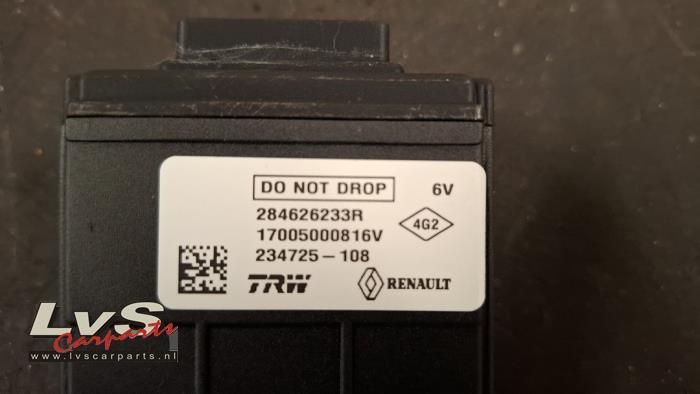 DO NOT DROP 6V
284626233R
4G2
17005000816V
234725-108
TRW RENAULT
LvS
Carparts
www.lvscarparts.nl